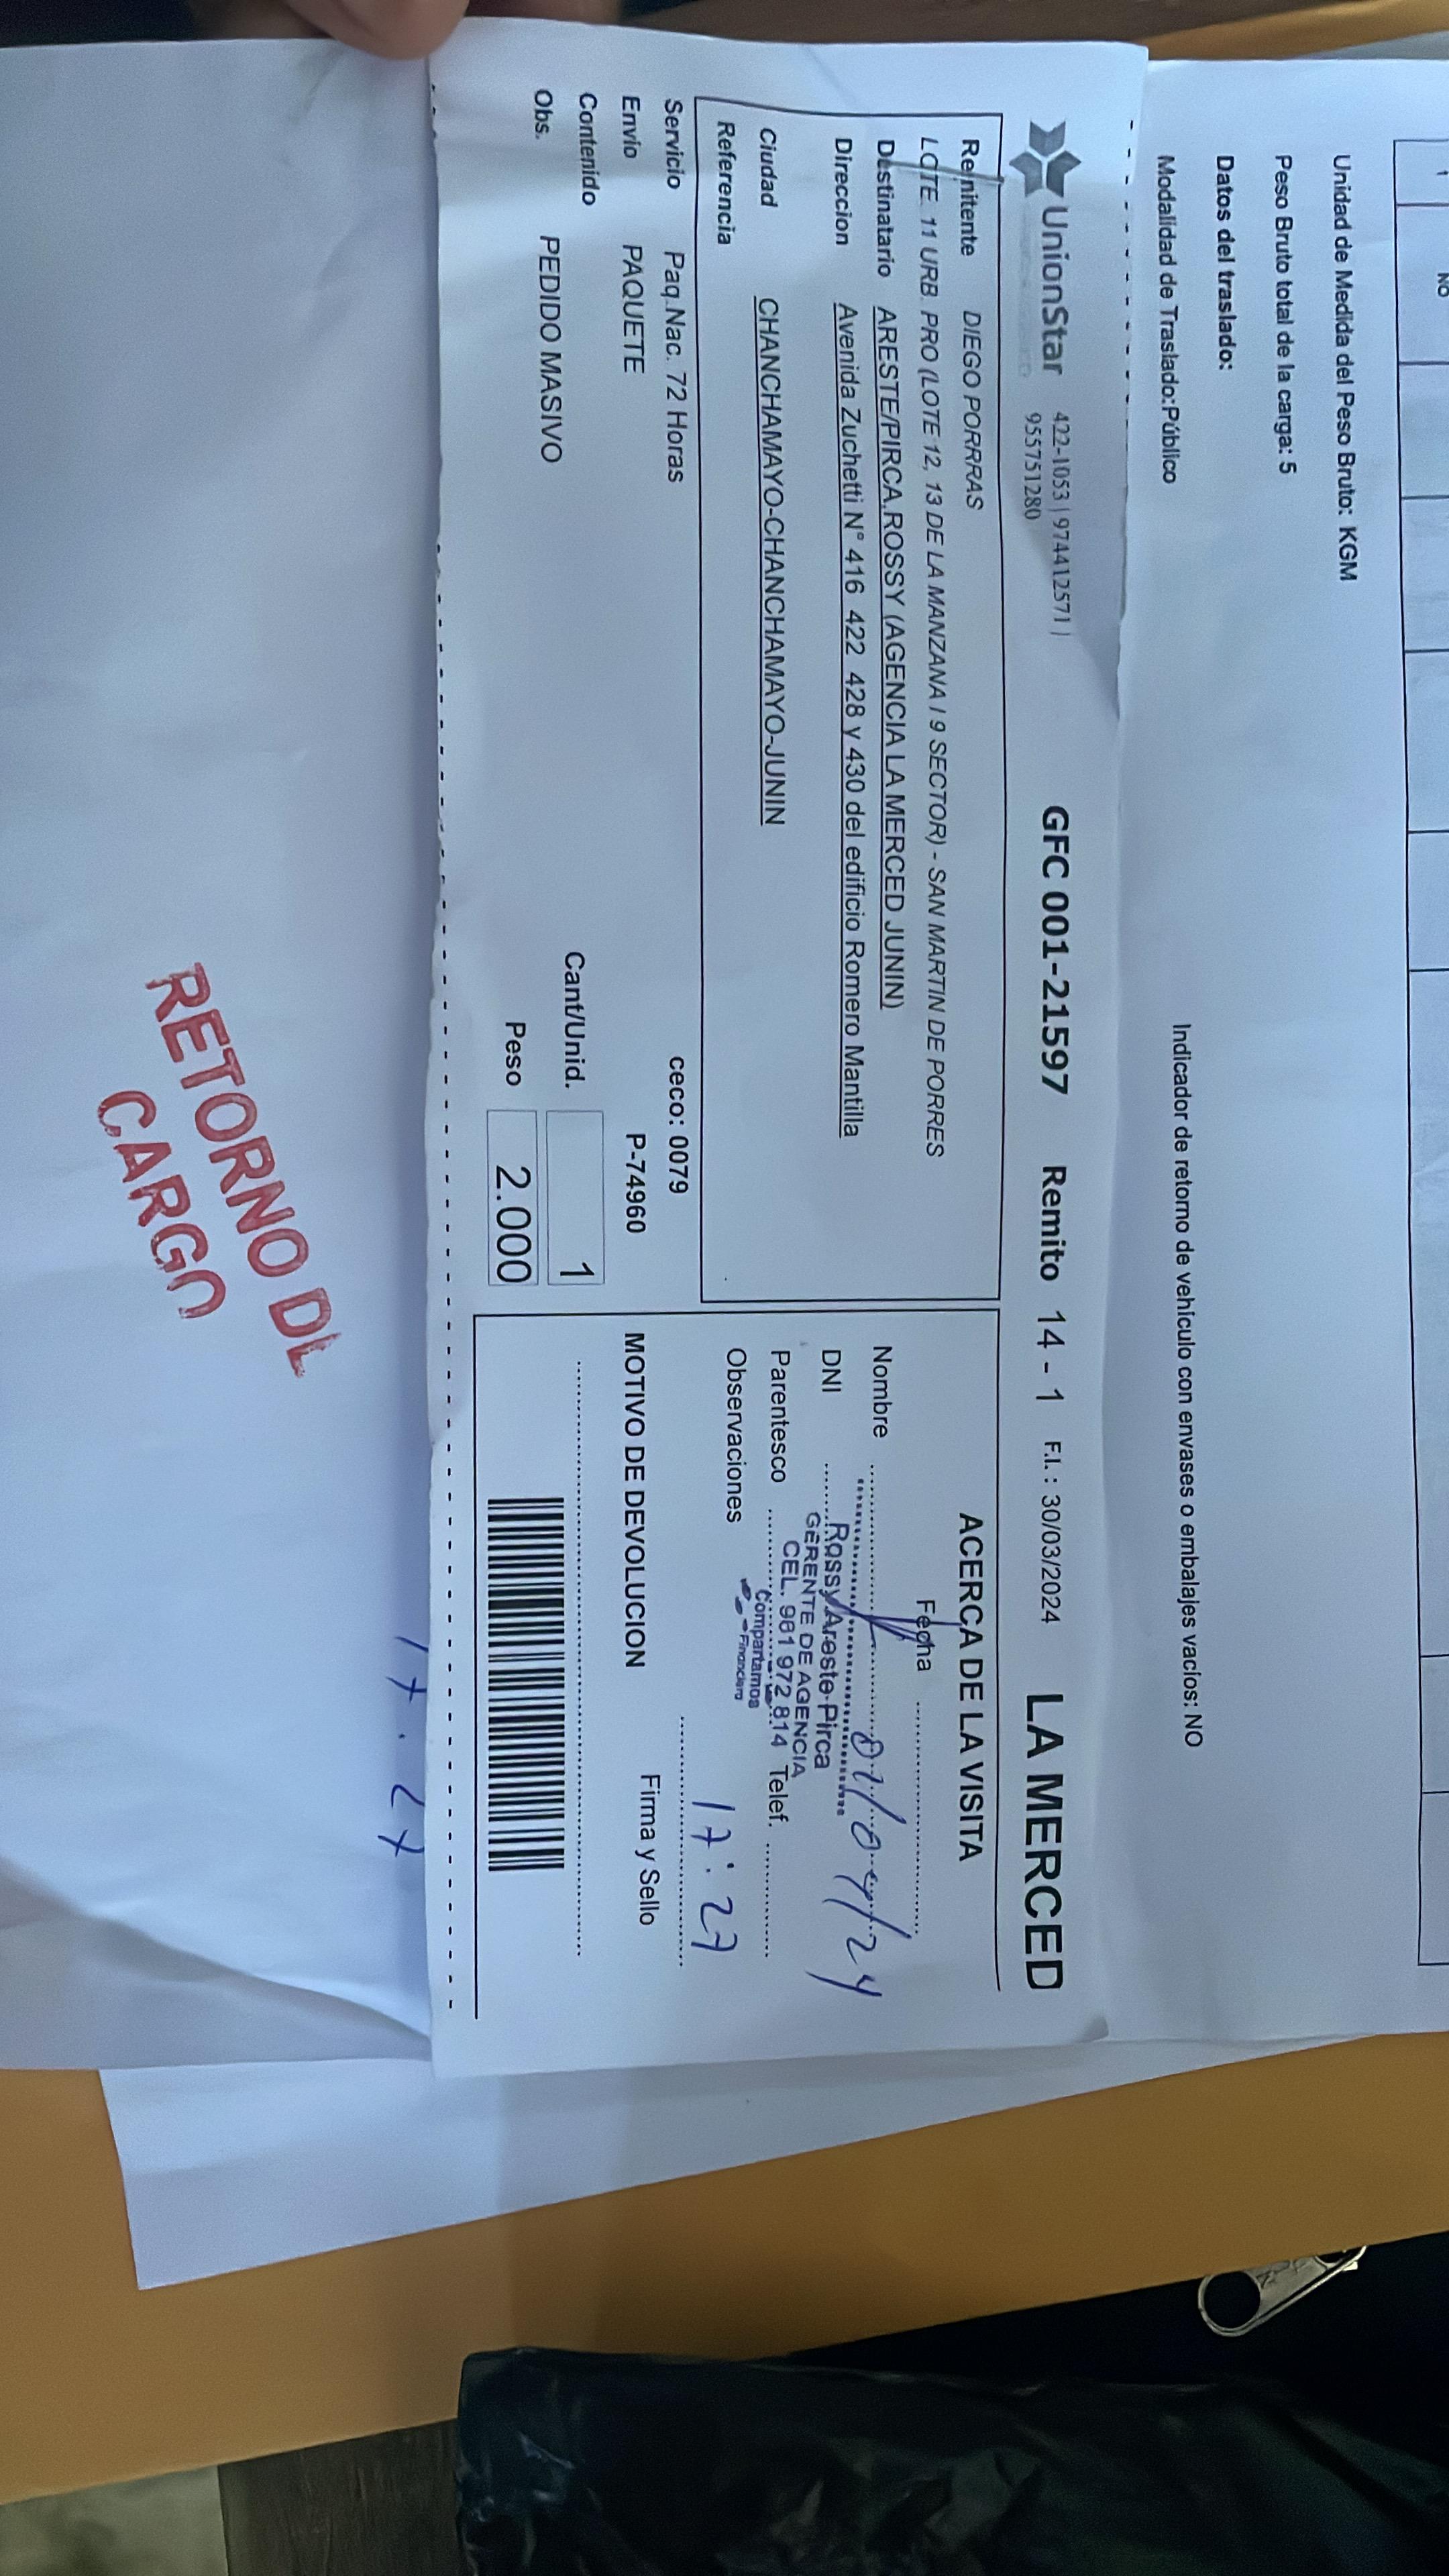 1 NO
Unidad de Medida del Peso Bruto: KGM
Peso Bruto total de la carga: 5
Datos del traslado:
Modalidad de Traslado:Público
Indicador de retorno de vehículo con envases o embalajes vacíos: NO
UnionStar
422-1053 | 974412571 |
955751280
GFC 001-21597 Remito 14 - 1 F.I. : 30/03/2024 LA MERCED
Remitente DIEGO PORRRAS
LOTE. 11 URB. PRO (LOTE 12, 13 DE LA MANZANA I 9 SECTOR) - SAN MARTIN DE PORRES
Destinatario ARESTE/PIRCA.ROSSY (AGENCIA LA MERCED JUNIN)
Direccion Avenida Zuchetti N° 416 422 428 y 430 del edificio Romero Mantilla
Ciudad CHANCHAMAYO-CHANCHAMAYO-JUNIN
Referencia
Servicio Paq.Nac. 72 Horas ceco: 0079
Envio PAQUETE P-74960
Contenido Cant/Unid. 1
Obs. PEDIDO MASIVO Peso 2.000
ACERCA DE LA VISITA
Fecha
Nombre
DNI
Parentesco Telef.
Observaciones
Rossy Areste Pirca
GERENTE DE AGENCIA
CEL. 981 972 814
Compartamos
Financiera
17:27
Firma y Sello
MOTIVO DE DEVOLUCION
17:27
RETORNO DE
CARGO